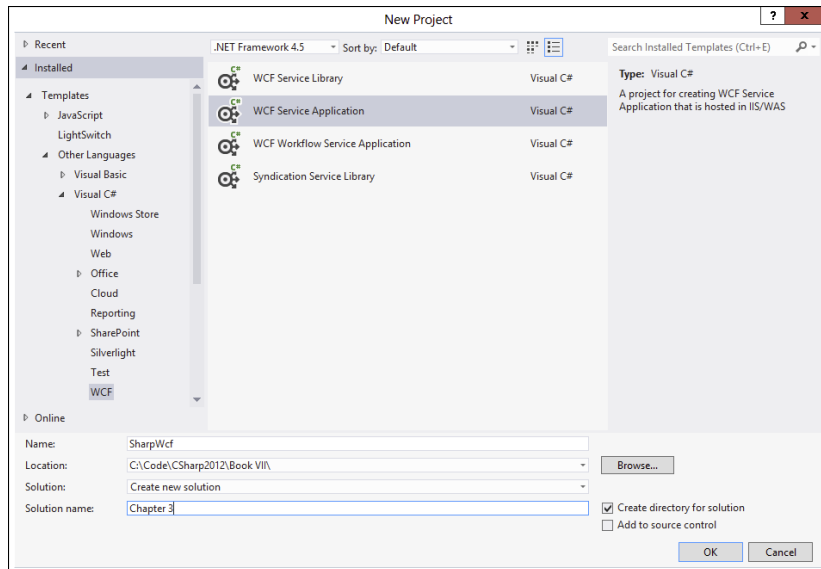 New Project
? x
Recent
.NET Framework 4.5 Sort by: Default
Search Installed Templates (Ctrl+E)
Installed
Templates
JavaScript
LightSwitch
Other Languages
Visual Basic
Visual C#
Windows Store
Windows
Web
Office
Cloud
Reporting
SharePoint
Silverlight
Test
WCF
Online
C# WCF Service Library Visual C#
C# WCF Service Application Visual C#
C# WCF Workflow Service Application Visual C#
C# Syndication Service Library Visual C#
Type: Visual C#
A project for creating WCF Service
Application that is hosted in IIS/WAS
Name: SharpWcf
Location: C:\Code\CSharp2012\Book VII\ Browse...
Solution: Create new solution
Solution name: Chapter 3
Create directory for solution
Add to source control
OK Cancel